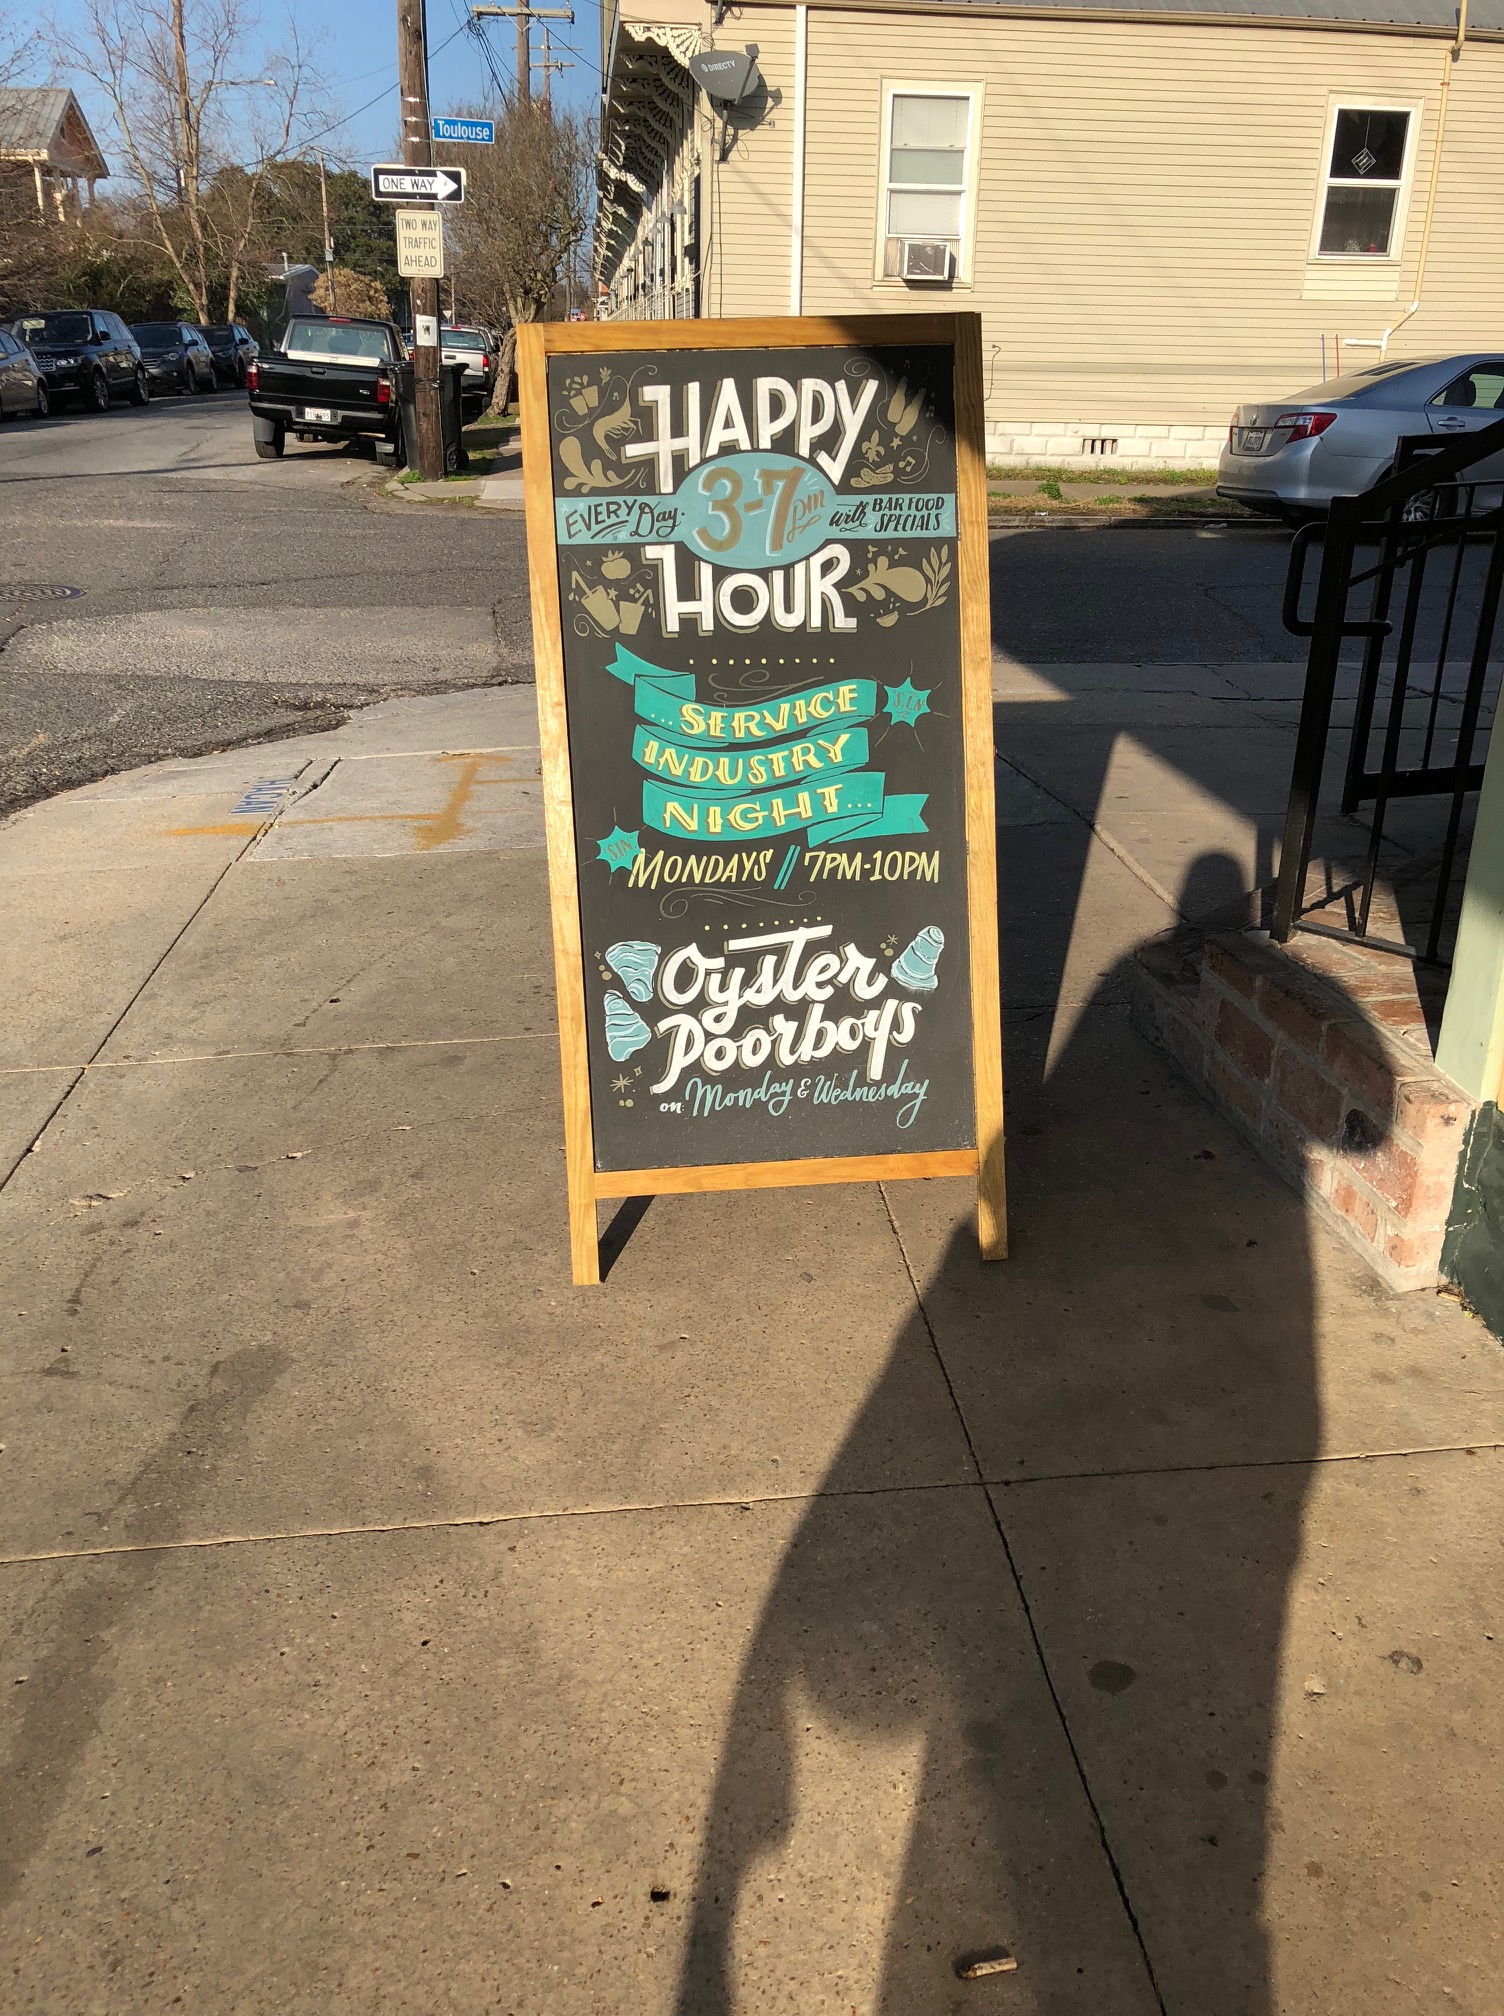 DIRECTV
Toulouse
ONE WAY
TWO WAY
TRAFFIC
AHEAD
HAPPY
EVERY Day. 3-7pm with BAR FOOD SPECIALS
HOUR
...SERVICE
S.I.N
INDUSTRY
NIGHT...
S.I.N
MONDAYS // 7PM-10PM
Oyster
Poorboys
on Monday & Wednesday